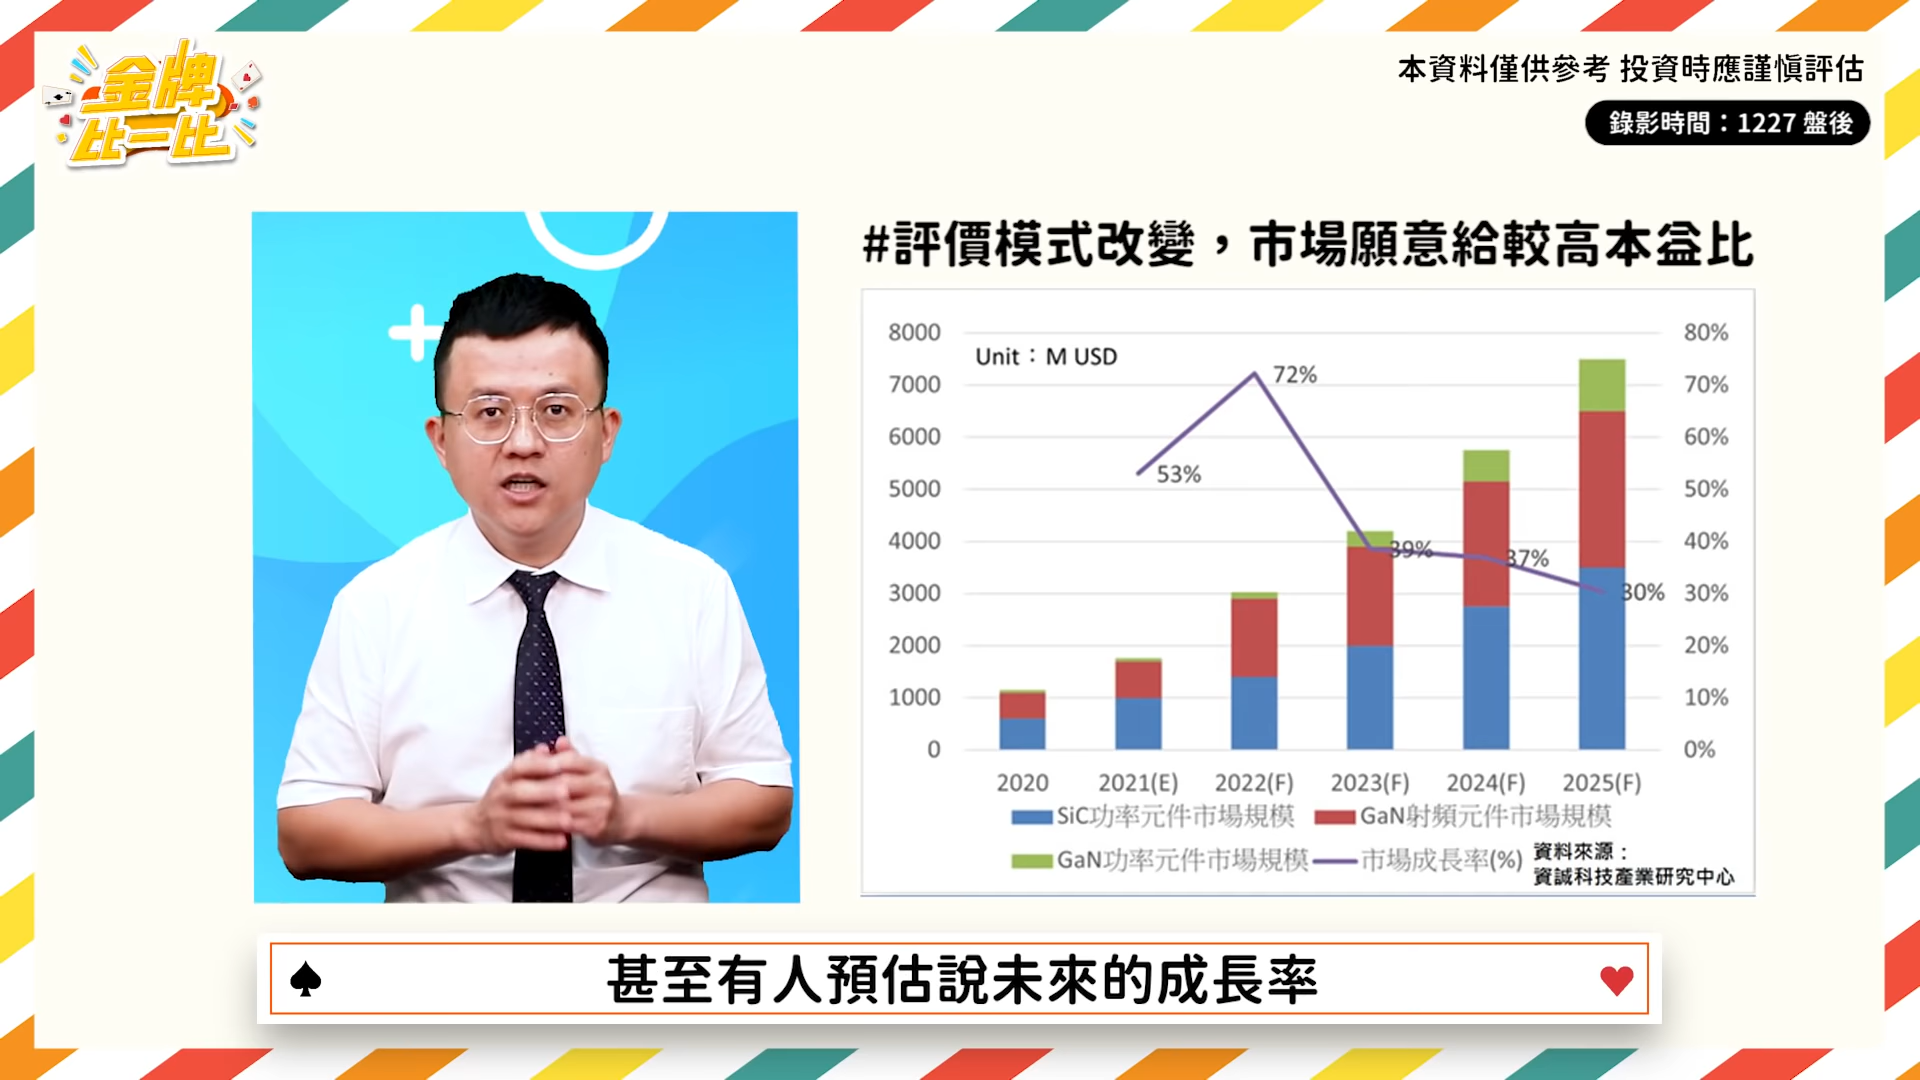 金牌
比一比
本資料僅供參考 投資時應謹慎評估
錄影時間：1227 盤後
#評價模式改變，市場願意給較高本益比
Unit：M USD
8000
7000
6000
5000
4000
3000
2000
1000
0
80%
70%
60%
50%
40%
30%
20%
10%
0%
53%
72%
39%
37%
30%
2020 2021(E) 2022(F) 2023(F) 2024(F) 2025(F)
SiC功率元件市場規模 GaN射頻元件市場規模
GaN功率元件市場規模 市場成長率(%)
資料來源：
資誠科技產業研究中心
甚至有人預估說未來的成長率